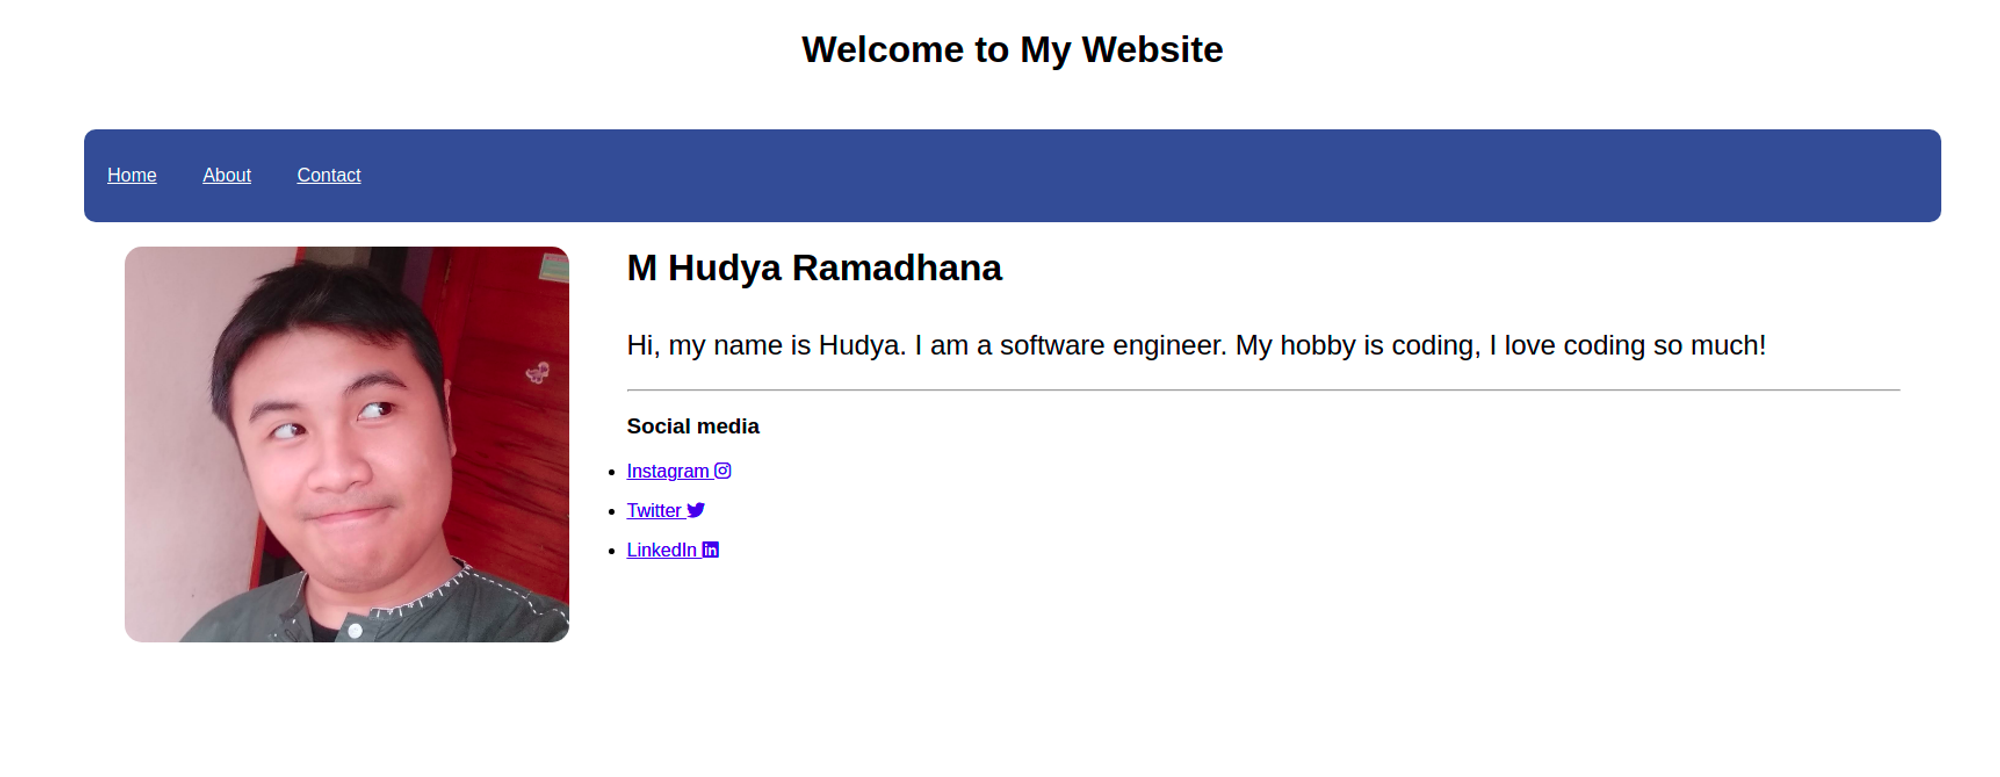 Welcome to My Website
Home About Contact
M Hudya Ramadhana
Hi, my name is Hudya. I am a software engineer. My hobby is coding, I love coding so much!
Social media
Instagram
Twitter
LinkedIn